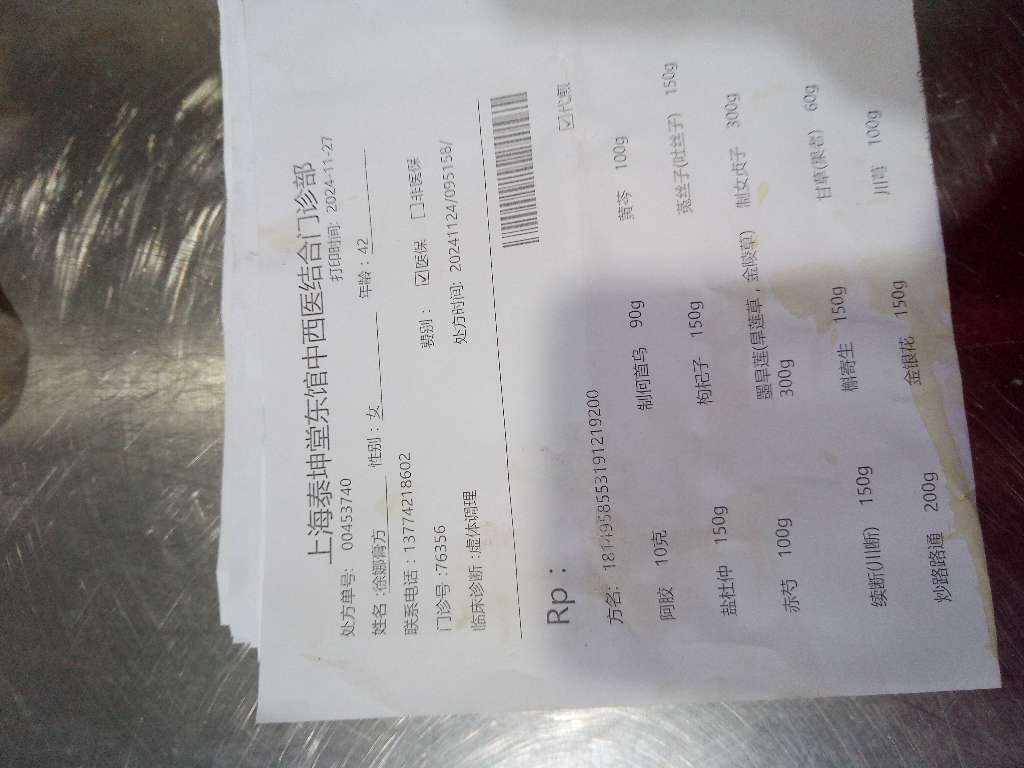 上海泰坤堂东馆中西医结合门诊部
处方单号: 00453740 打印时间: 2024-11-27
姓名:徐娜膏方 性别:女 年龄:42
联系电话:13774218602
门诊号:76356 费别: ☑医保 ☐非医保
临床诊断:虚体调理 处方时间: 20241124/095159/
Rp:
☑代煎
方名: 1814958553191219200
阿胶 10克 制何首乌 90g 黄芩 100g
盐杜仲 150g 枸杞子 150g 菟丝子(吐丝子) 150g
赤芍 100g 墨旱莲(旱莲草,金陵草) 300g 制女贞子 300g
续断(川断) 150g 槲寄生 150g 甘草(果老) 60g
炒路路通 200g 金银花 150g 川芎 100g